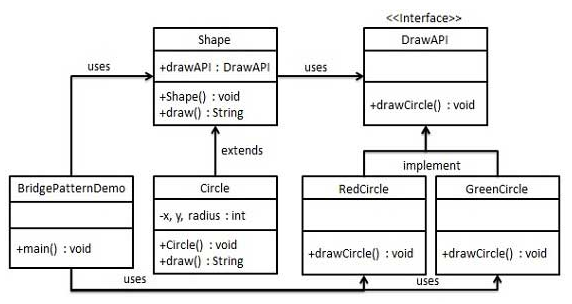 <<Interface>>
Shape
DrawAPI
+drawAPI : DrawAPI
uses
uses
+Shape() : void
+draw() : String
+drawCircle() : void
extends
implement
BridgePatternDemo
Circle
RedCircle
GreenCircle
-x, y, radius : int
+main() : void
+Circle() : void
+draw() : String
+drawCircle() : void
+drawCircle() : void
uses
uses